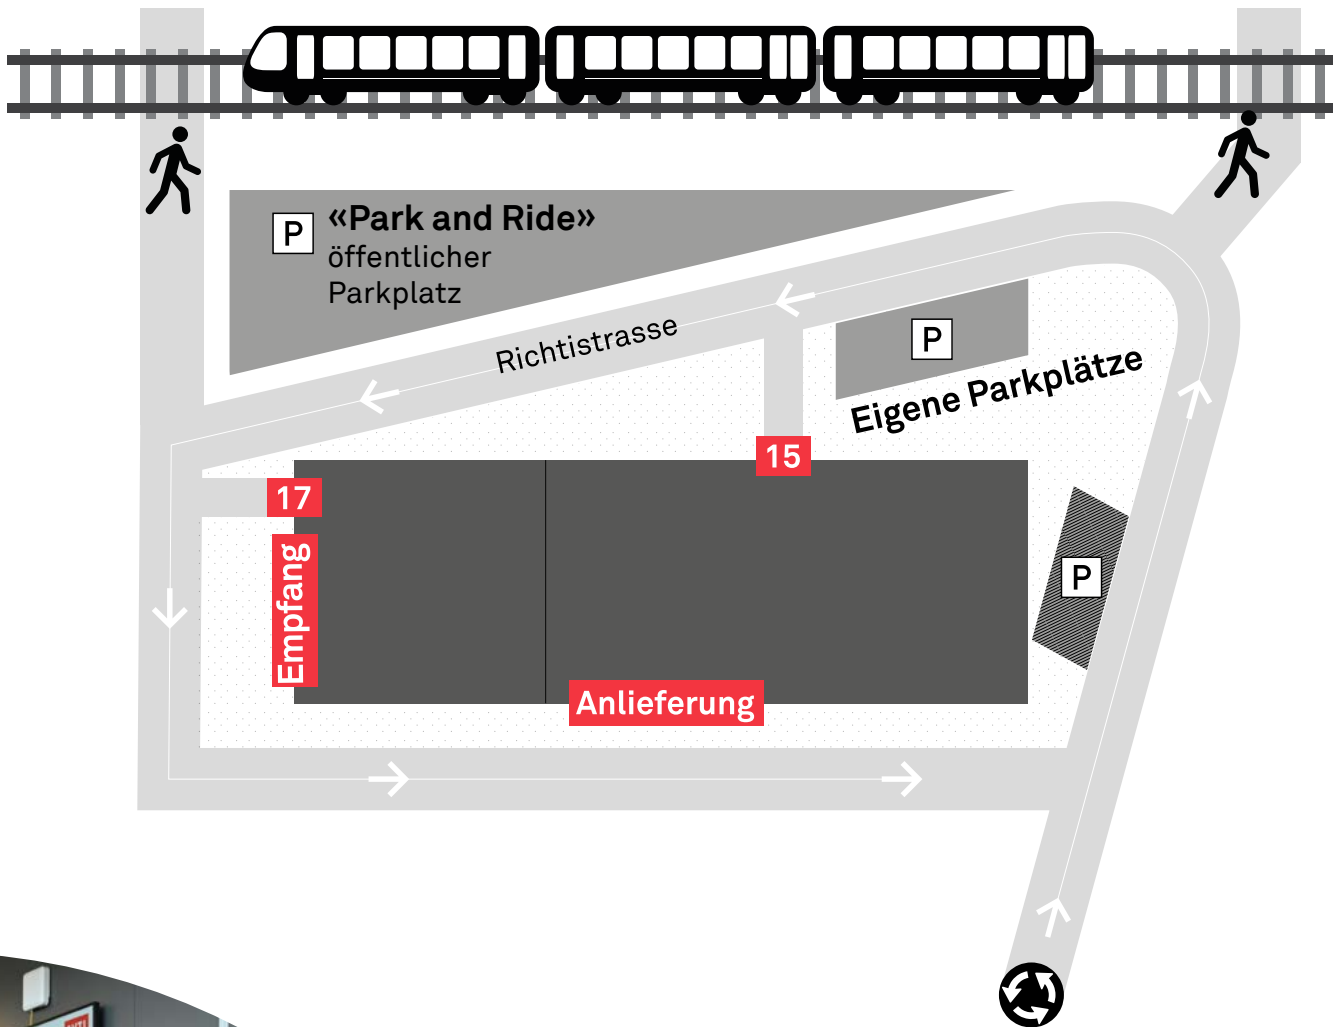 P
«Park and Ride»
öffentlicher
Parkplatz
Richtistrasse
P
Eigene Parkplätze
15
17
Empfang
P
Anlieferung